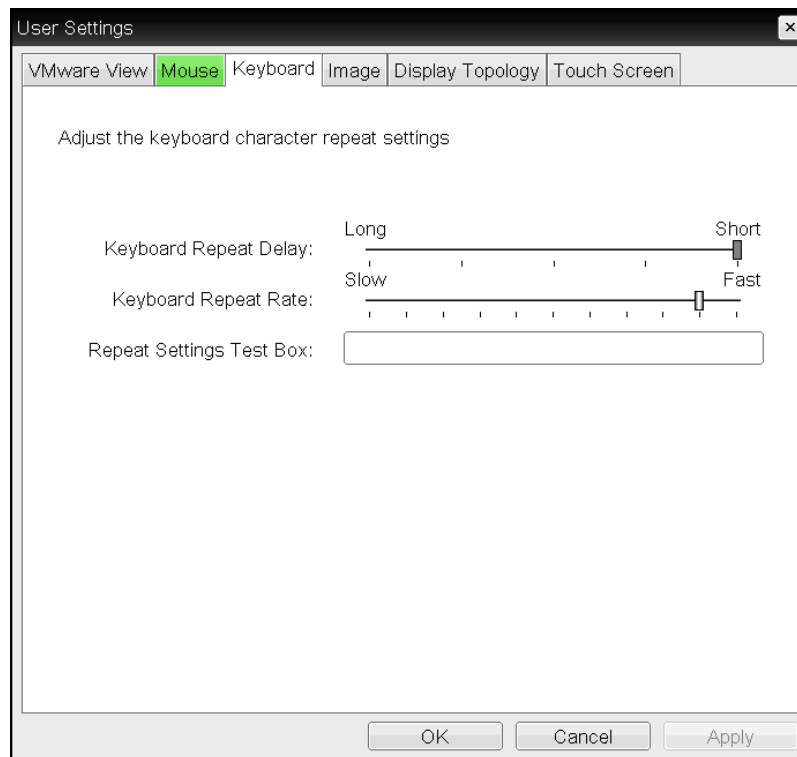 User Settings
VMware View Mouse Keyboard Image Display Topology Touch Screen
Adjust the keyboard character repeat settings
Long Short
Keyboard Repeat Delay:
Slow Fast
Keyboard Repeat Rate:
Repeat Settings Test Box:
OK Cancel Apply